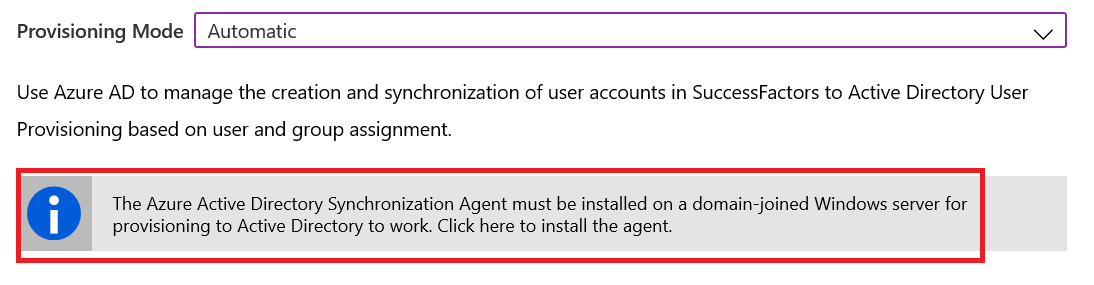 Provisioning Mode Automatic
Use Azure AD to manage the creation and synchronization of user accounts in SuccessFactors to Active Directory User
Provisioning based on user and group assignment.
The Azure Active Directory Synchronization Agent must be installed on a domain-joined Windows server for
provisioning to Active Directory to work. Click here to install the agent.